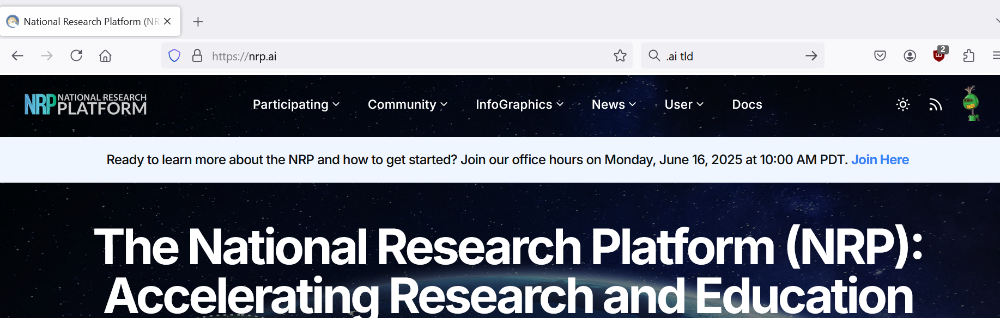 National Research Platform (NR
https://nrp.ai
.ai tld
2
NRP NATIONAL RESEARCH
PLATFORM
Participating
Community
InfoGraphics
News
User
Docs
Ready to learn more about the NRP and how to get started? Join our office hours on Monday, June 16, 2025 at 10:00 AM PDT. Join Here
The National Research Platform (NRP):
Accelerating Research and Education